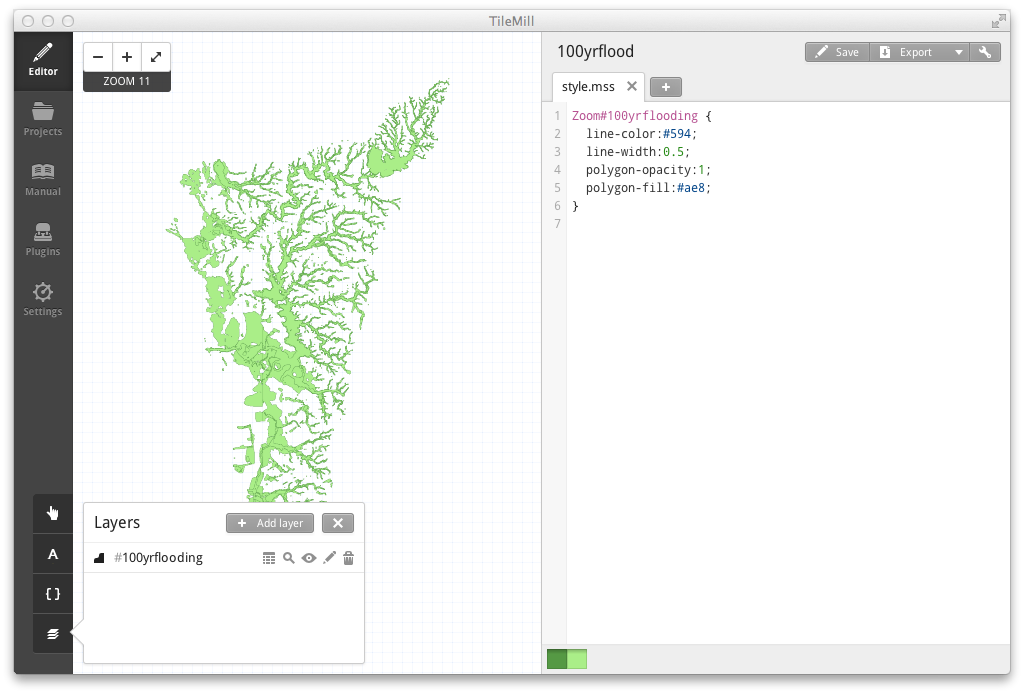 TileMill
Editor
Projects
Manual
Plugins
Settings
A
{ }
ZOOM 11
Layers
+ Add layer
#100yrflooding
100yrflood
Save
Export
style.mss
1 Zoom#100yrflooding {
2 line-color:#594;
3 line-width:0.5;
4 polygon-opacity:1;
5 polygon-fill:#ae8;
6 }
7